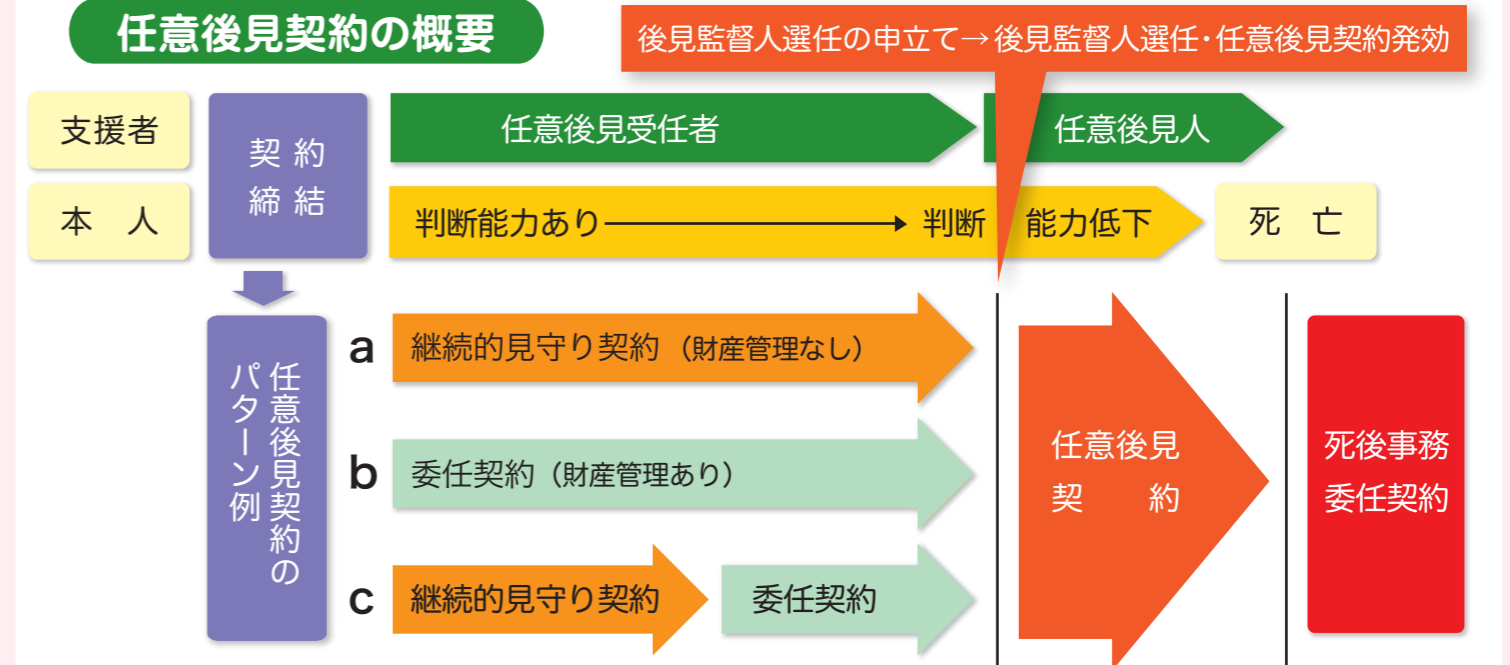 任意後見契約の概要
後見監督人選任の申立て→後見監督人選任・任意後見契約発効
支援者
契約
締結
任意後見受任者
任意後見人
本　人
判断能力あり
判断
能力低下
死　亡
任意後見契約の
パターン例
a
継続的見守り契約（財産管理なし）
b
委任契約（財産管理あり）
c
継続的見守り契約
委任契約
任意後見
契　　約
死後事務
委任契約